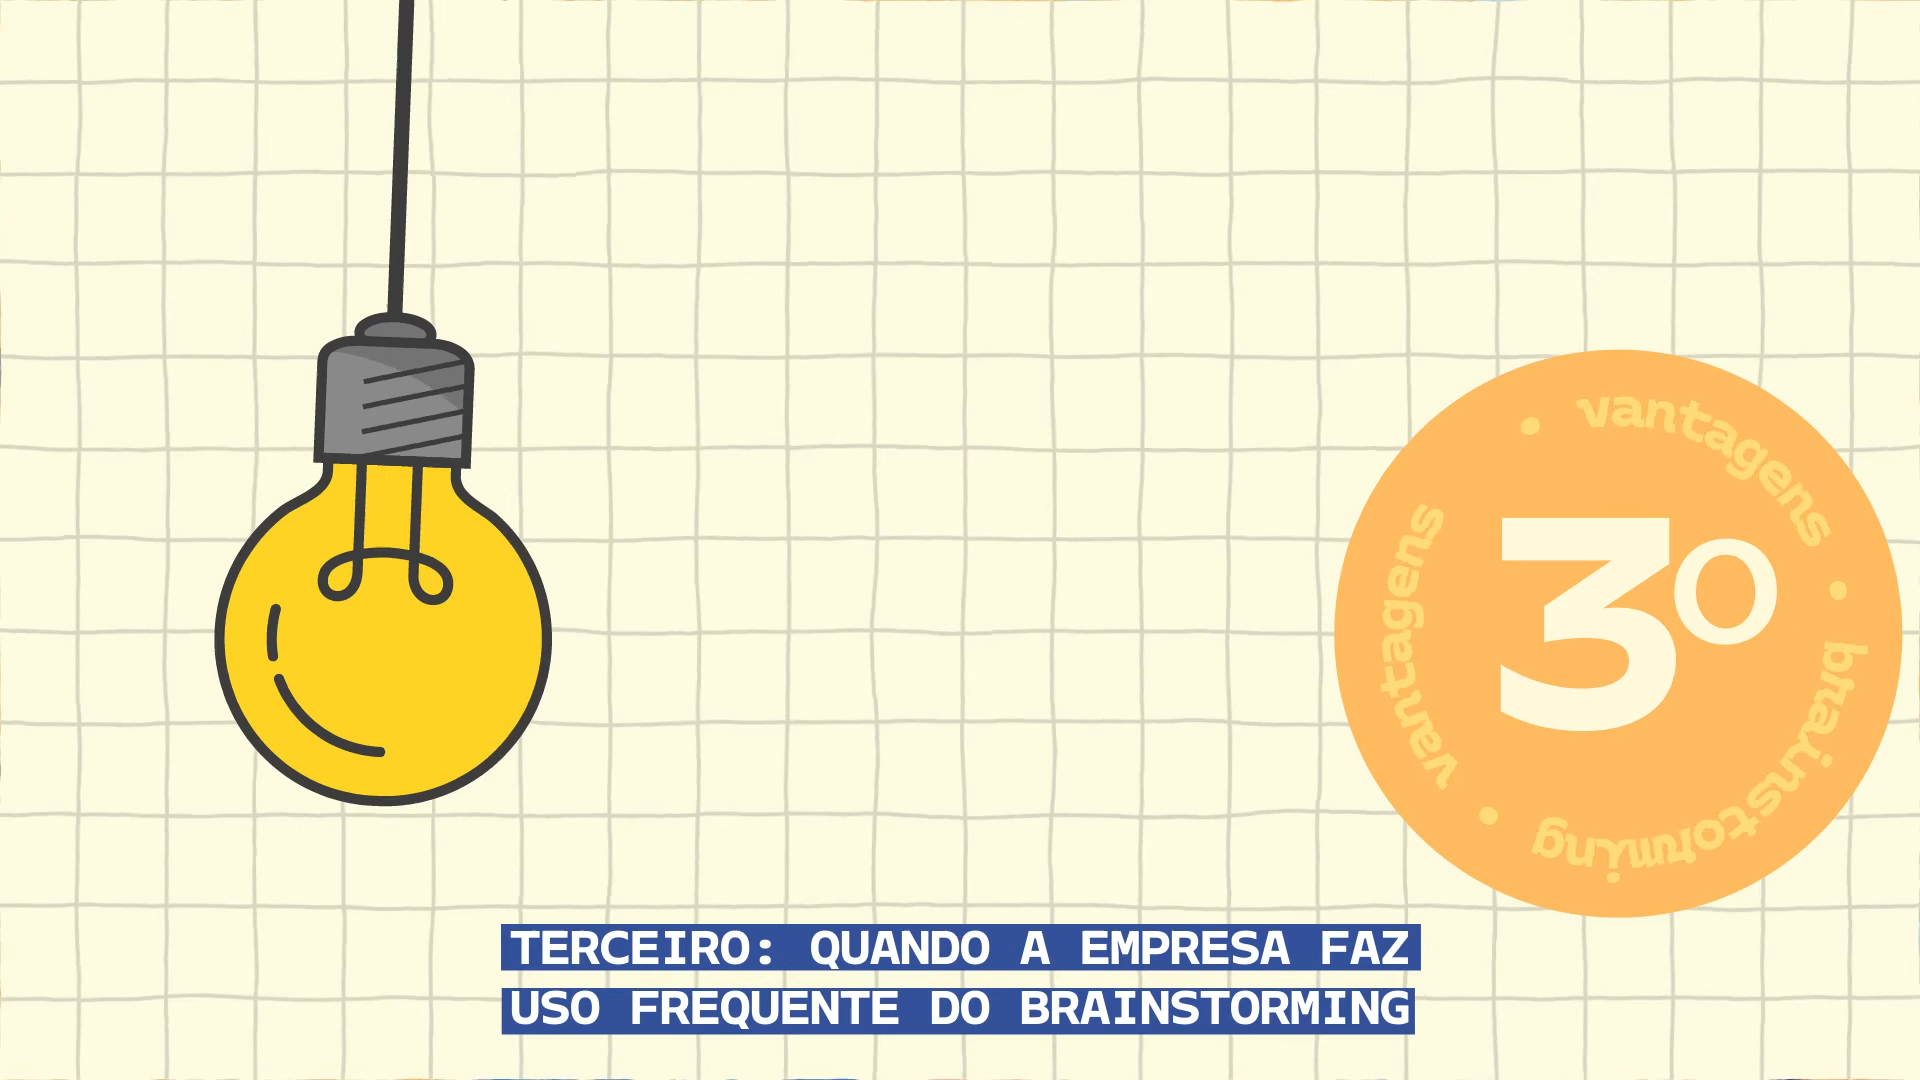 vantagens • brainstorming • vantagens •
3º
TERCEIRO: QUANDO A EMPRESA FAZ
USO FREQUENTE DO BRAINSTORMING